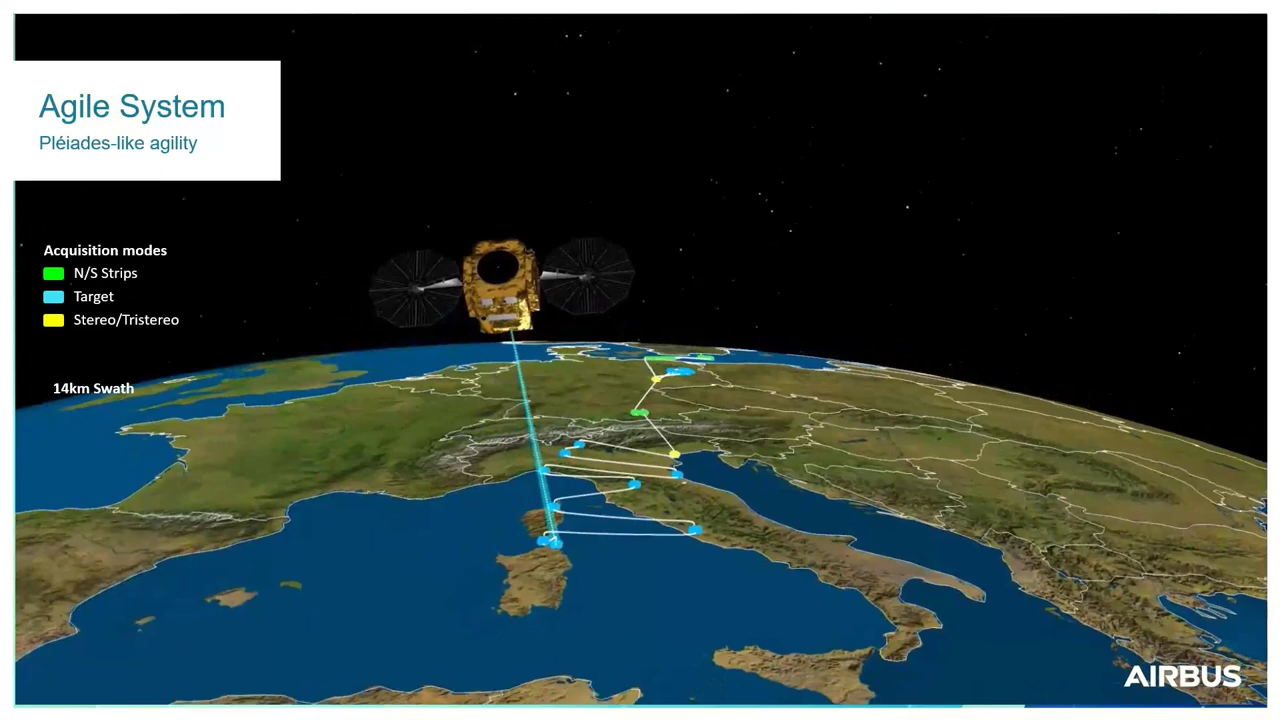 Agile System
Pléiades-like agility
Acquisition modes
N/S Strips
Target
Stereo/Tristereo
14km Swath
AIRBUS